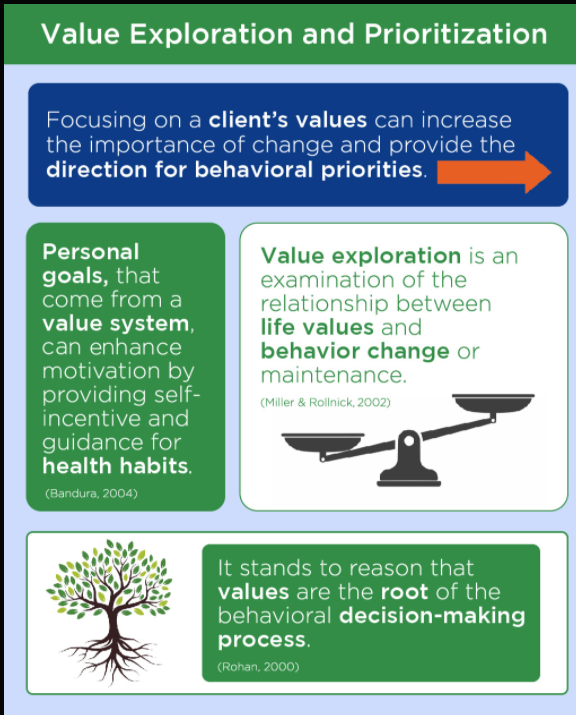 Value Exploration and Prioritization
Focusing on a client's values can increase
the importance of change and provide the
direction for behavioral priorities.
Personal
goals, that
come from a
value system,
can enhance
motivation by
providing self-
incentive and
guidance for
health habits.
(Bandura, 2004)
Value exploration is an
examination of the
relationship between
life values and
behavior change or
maintenance.
(Miller & Rollnick, 2002)
It stands to reason that
values are the root of the
behavioral decision-making
process.
(Rohan, 2000)